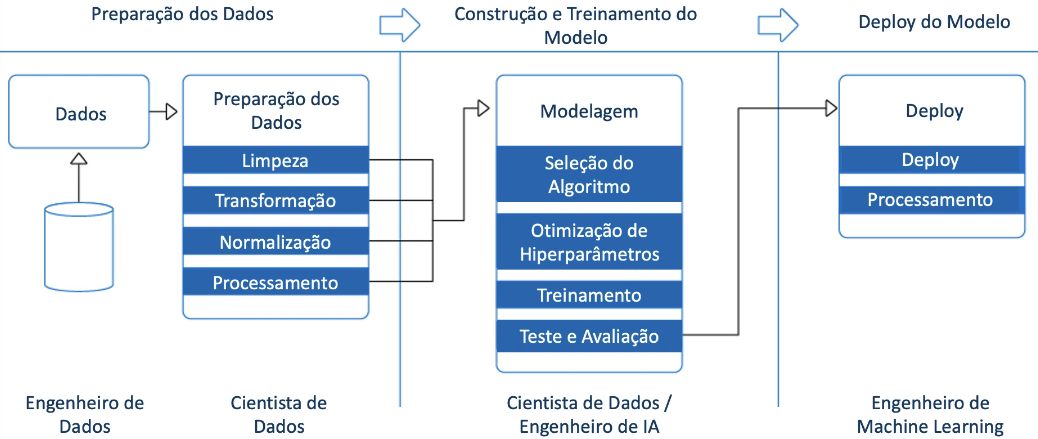 Preparação dos Dados
Construção e Treinamento do
Modelo
Deploy do Modelo
Dados
Preparação dos
Dados
Limpeza
Transformação
Normalização
Processamento
Modelagem
Seleção do
Algoritmo
Otimização de
Hiperparâmetros
Treinamento
Teste e Avaliação
Deploy
Deploy
Processamento
Engenheiro de
Dados
Cientista de
Dados
Cientista de Dados /
Engenheiro de IA
Engenheiro de
Machine Learning